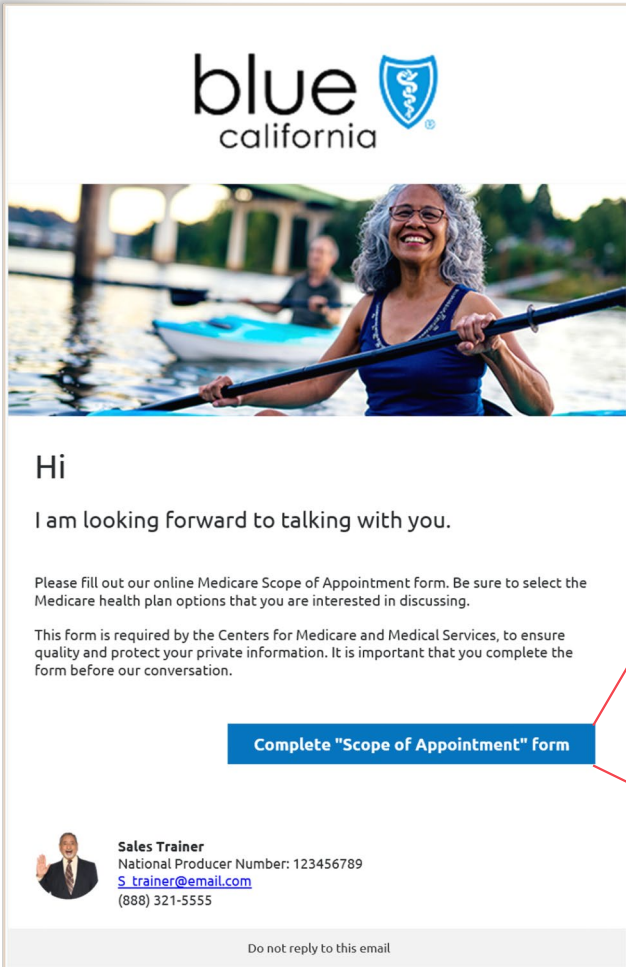 blue
california
®
Hi
I am looking forward to talking with you.
Please fill out our online Medicare Scope of Appointment form. Be sure to select the
Medicare health plan options that you are interested in discussing.
This form is required by the Centers for Medicare and Medical Services, to ensure
quality and protect your private information. It is important that you complete the
form before our conversation.
Complete "Scope of Appointment" form
Sales Trainer
National Producer Number: 123456789
S_trainer@email.com
(888) 321-5555
Do not reply to this email